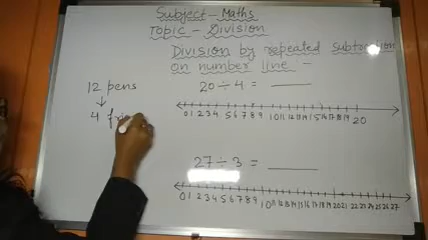 Subject - Maths
Topic - Division
Division by repeated subtraction
on number line :-
12 pens
↓
4 f
20 ÷ 4 = ______
0 1 2 3 4 5 6 7 8 9 10 11 12 13 14 15 16 17 18 19 20
27 ÷ 3 = ______
0 1 2 3 4 5 6 7 8 9 10 11 12 13 14 15 16 17 18 19 20 21 22 23 24 25 26 27